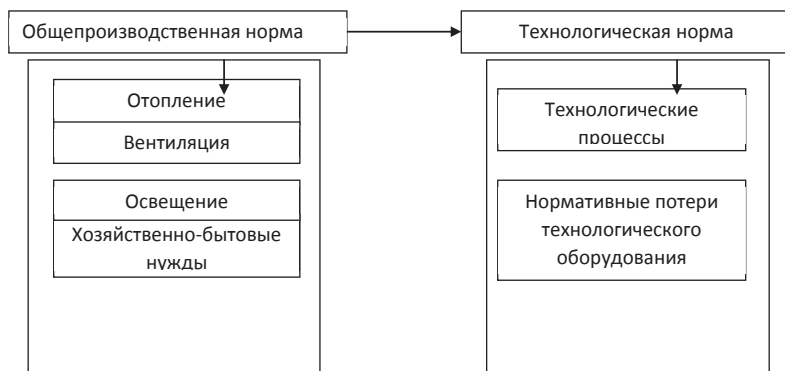 Общепроизводственная норма
Технологическая норма
Отопление
Вентиляция
Освещение
Хозяйственно-бытовые
нужды
Технологические
процессы
Нормативные потери
технологического
оборудования